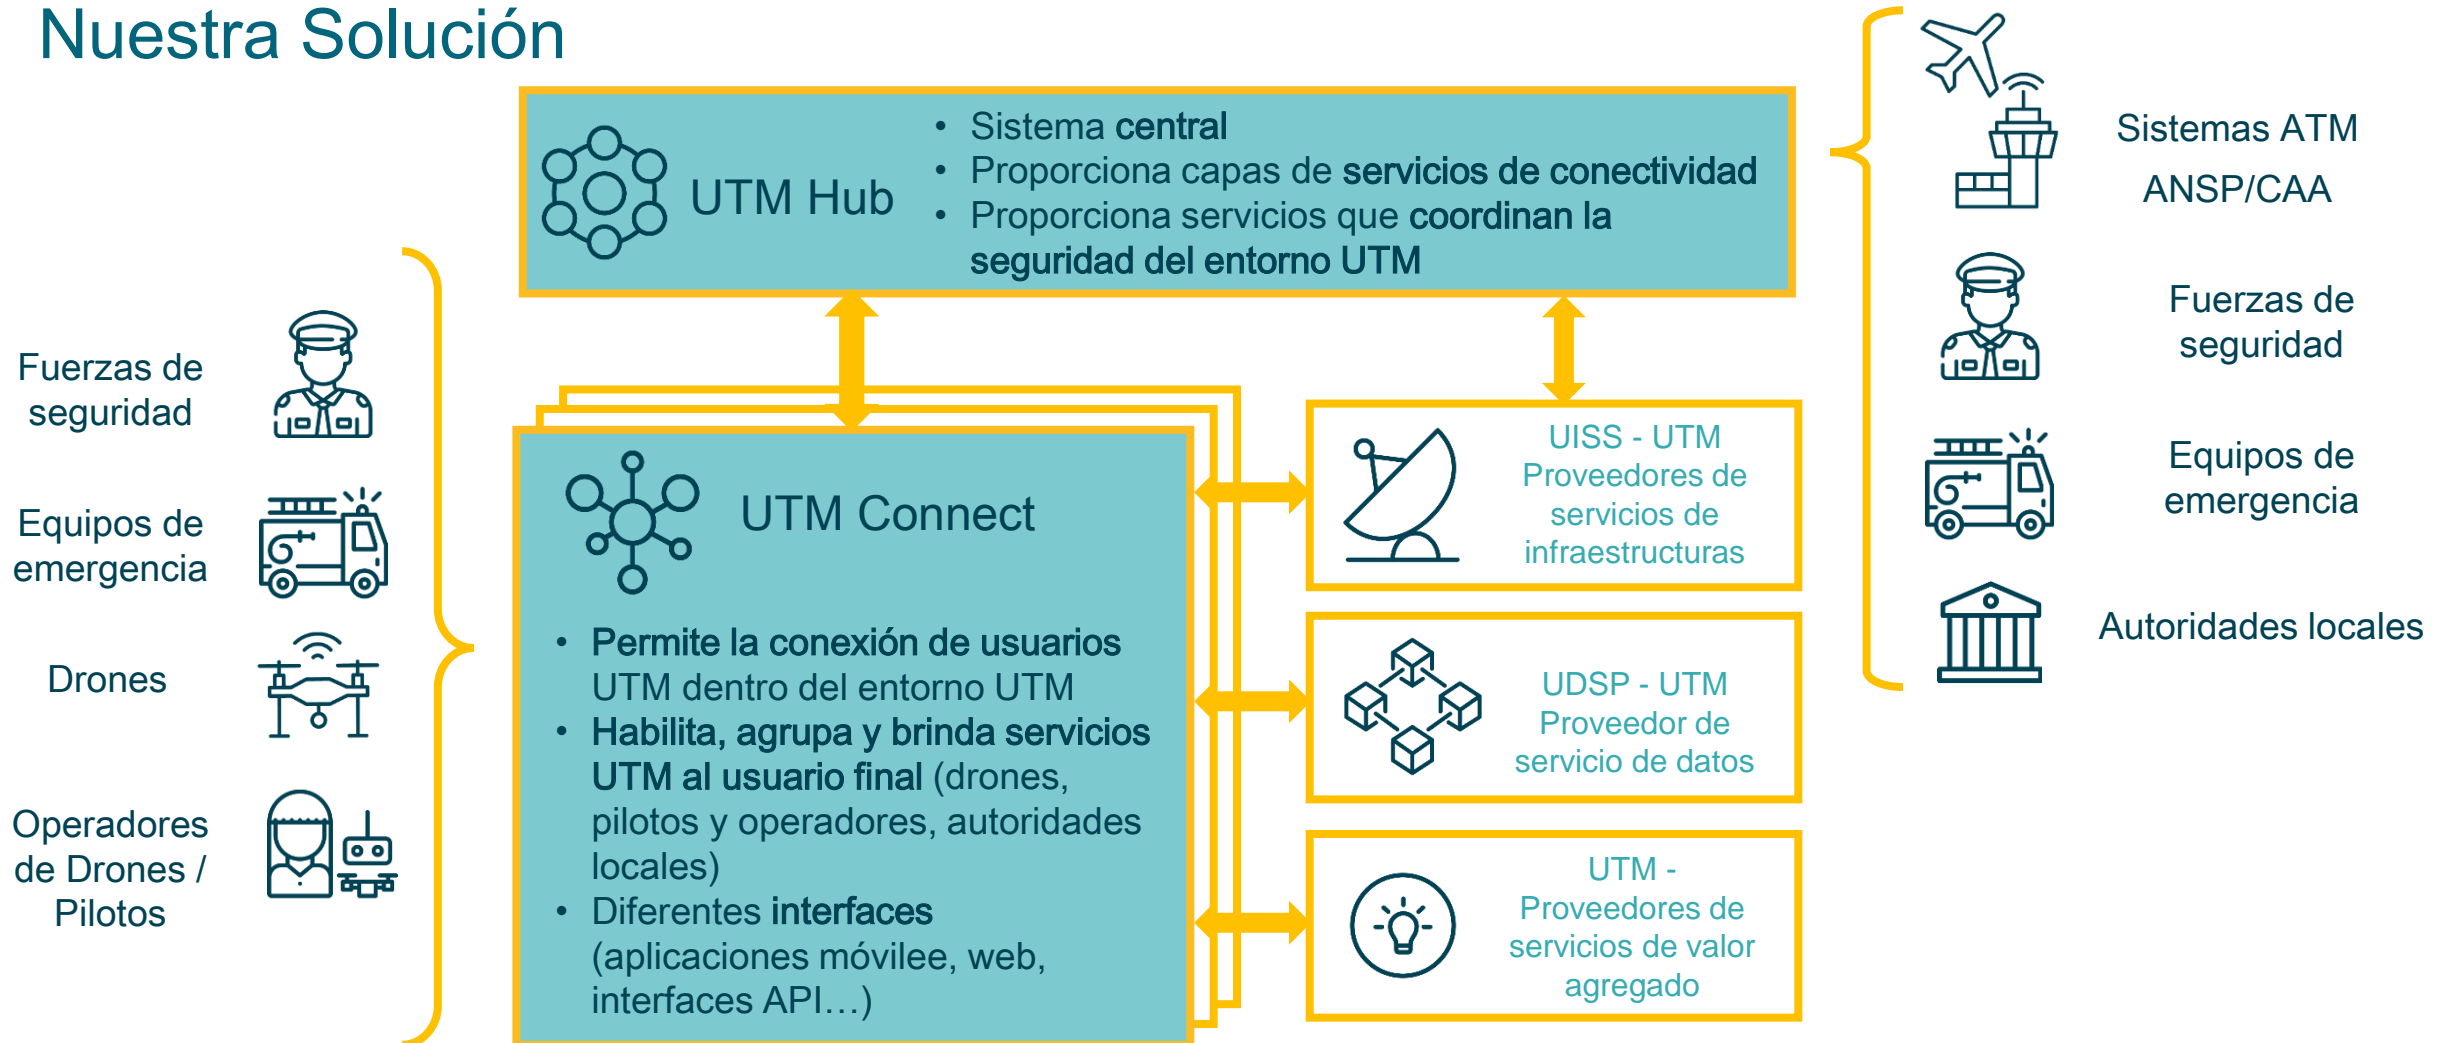 Nuestra Solución
UTM Hub
• Sistema central
• Proporciona capas de servicios de conectividad
• Proporciona servicios que coordinan la
seguridad del entorno UTM
Sistemas ATM
ANSP/CAA
Fuerzas de
seguridad
Equipos de
emergencia
Autoridades locales
Fuerzas de
seguridad
Equipos de
emergencia
Drones
Operadores
de Drones /
Pilotos
UTM Connect
• Permite la conexión de usuarios
UTM dentro del entorno UTM
• Habilita, agrupa y brinda servicios
UTM al usuario final (drones,
pilotos y operadores, autoridades
locales)
• Diferentes interfaces
(aplicaciones móvilee, web,
interfaces API…)
UISS - UTM
Proveedores de
servicios de
infraestructuras
UDSP - UTM
Proveedor de
servicio de datos
UTM -
Proveedores de
servicios de valor
agregado